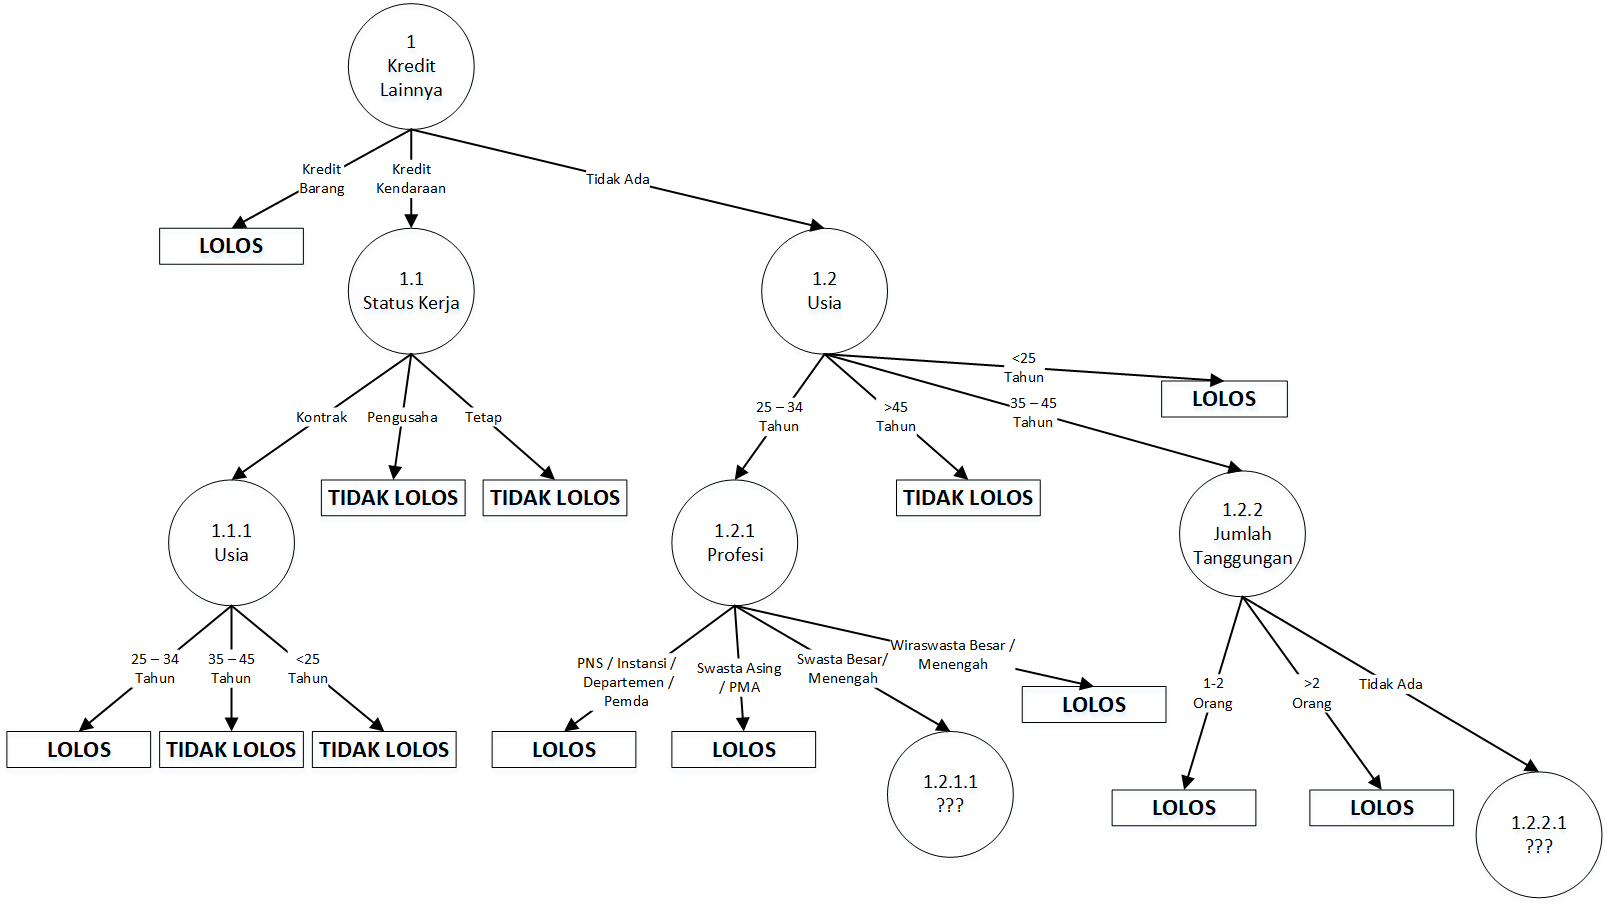 1
Kredit
Lainnya
Kredit
Barang
Kredit
Kendaraan
Tidak Ada
LOLOS
1.1
Status Kerja
1.2
Usia
<25
Tahun
LOLOS
Kontrak
Pengusaha
Tetap
25 – 34
Tahun
>45
Tahun
35 – 45
Tahun
TIDAK LOLOS
TIDAK LOLOS
TIDAK LOLOS
1.1.1
Usia
1.2.1
Profesi
1.2.2
Jumlah
Tanggungan
25 – 34
Tahun
35 – 45
Tahun
<25
Tahun
PNS / Instansi /
Departemen /
Pemda
Swasta Asing
/ PMA
Swasta Besar/
Menengah
Wiraswasta Besar /
Menengah
1-2
Orang
>2
Orang
Tidak Ada
LOLOS
LOLOS
TIDAK LOLOS
TIDAK LOLOS
LOLOS
LOLOS
1.2.1.1
???
LOLOS
LOLOS
1.2.2.1
???